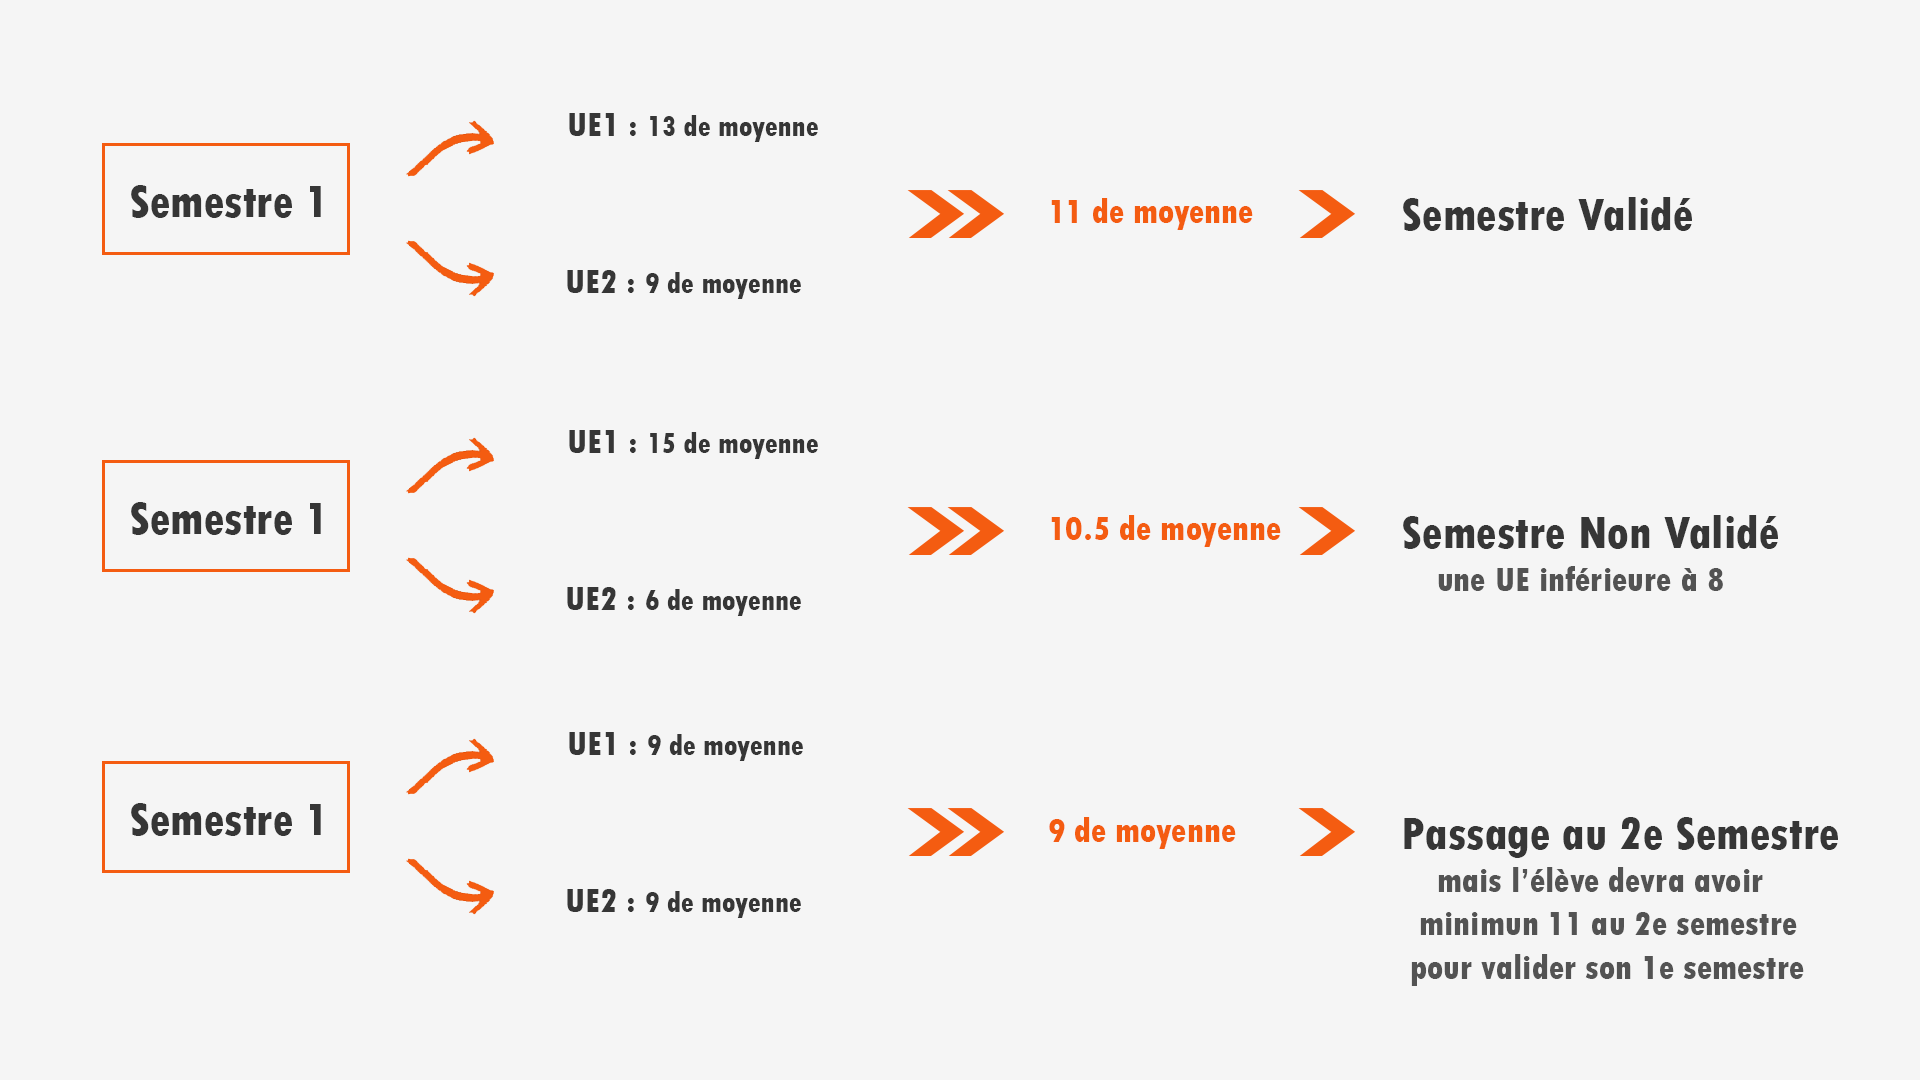 Semestre 1
UE1 : 13 de moyenne
UE2 : 9 de moyenne
11 de moyenne
Semestre Validé
Semestre 1
UE1 : 15 de moyenne
UE2 : 6 de moyenne
10.5 de moyenne
Semestre Non Validé
une UE inférieure à 8
Semestre 1
UE1 : 9 de moyenne
UE2 : 9 de moyenne
9 de moyenne
Passage au 2e Semestre
mais l’élève devra avoir
minimun 11 au 2e semestre
pour valider son 1e semestre